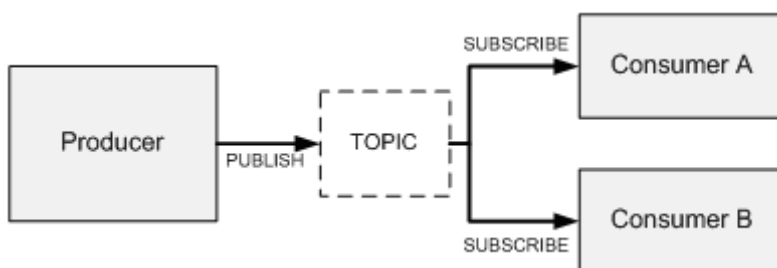 SUBSCRIBE
Consumer A
Producer
PUBLISH
TOPIC
Consumer B
SUBSCRIBE